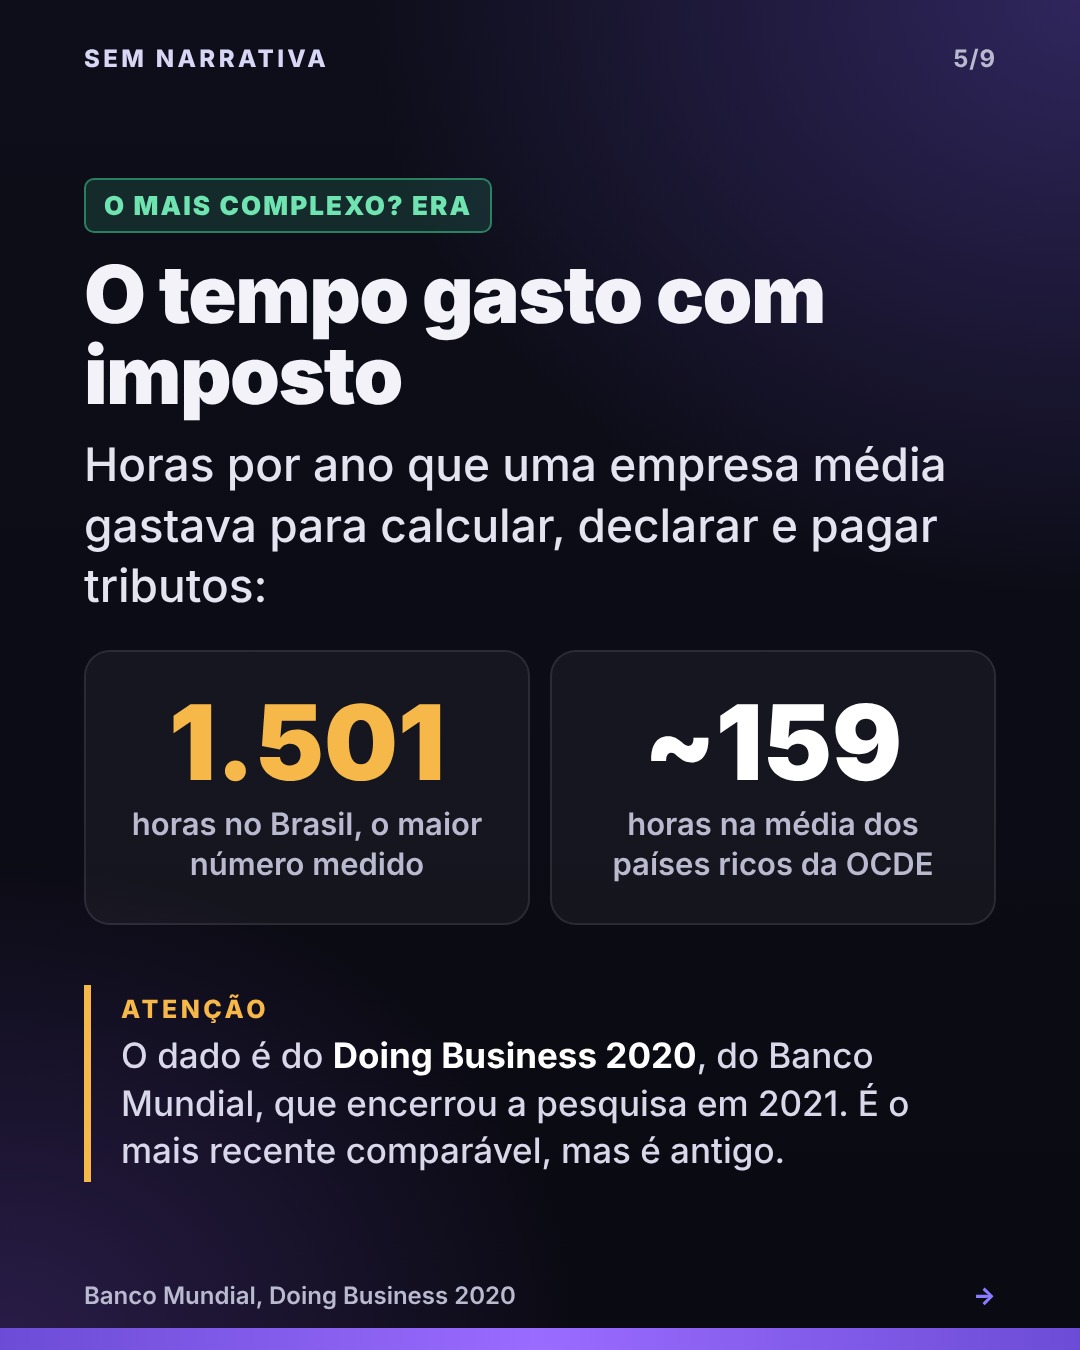 SEM NARRATIVA
5/9
O MAIS COMPLEXO? ERA
O tempo gasto com
imposto
Horas por ano que uma empresa média
gastava para calcular, declarar e pagar
tributos:
1.501
horas no Brasil, o maior
número medido
~159
horas na média dos
países ricos da OCDE
ATENÇÃO
O dado é do Doing Business 2020, do Banco
Mundial, que encerrou a pesquisa em 2021. É o
mais recente comparável, mas é antigo.
Banco Mundial, Doing Business 2020
→